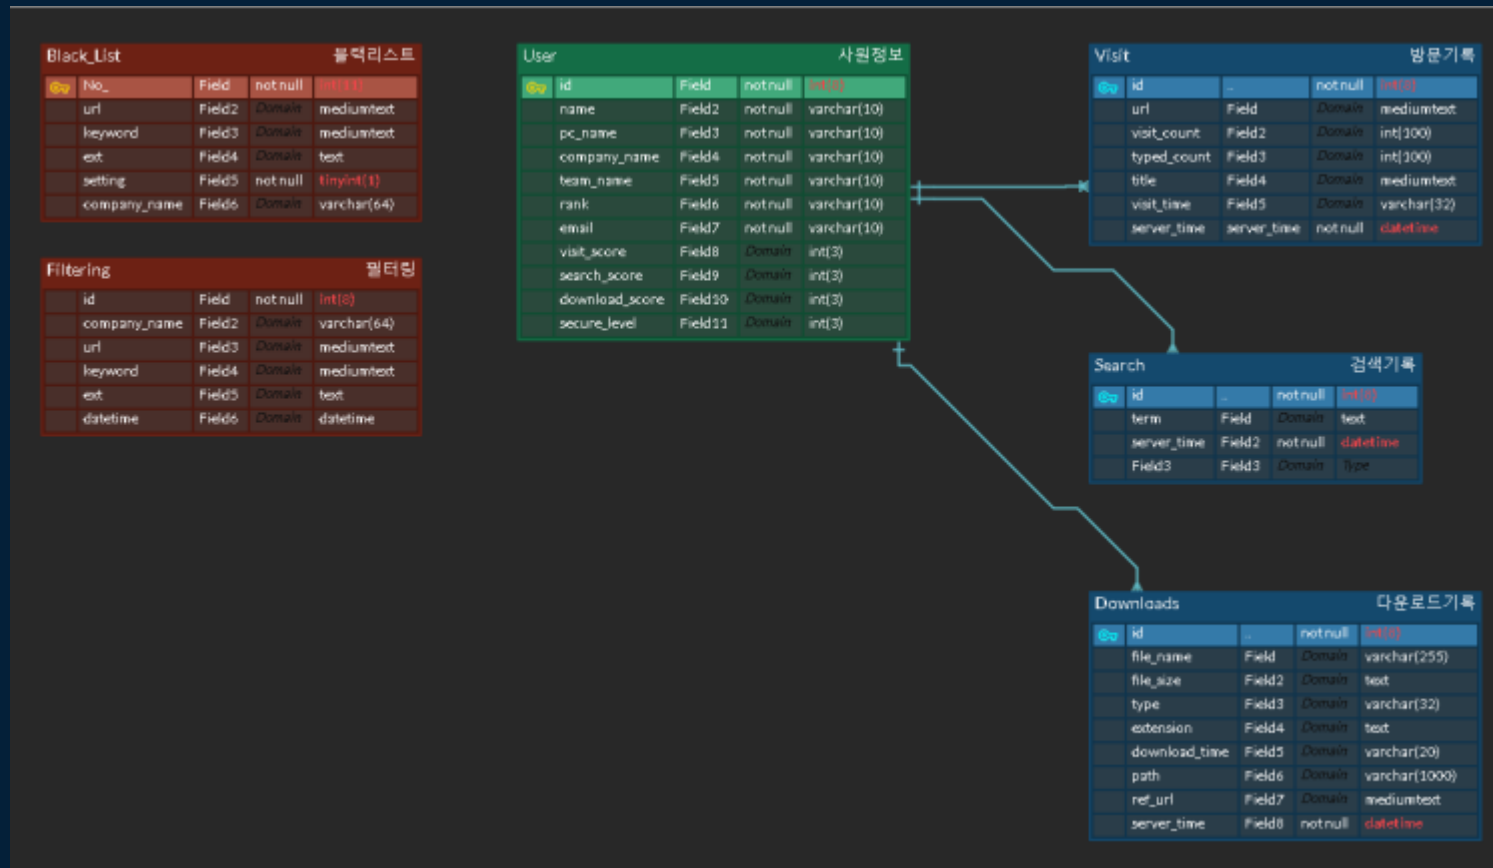 Black_List 블랙리스트
No_ Field not null int(11)
url Field2 Domain mediumtext
keyword Field3 Domain mediumtext
ext Field4 Domain text
setting Field5 not null tinyint(1)
company_name Field6 Domain varchar(64)
Filtering 필터링
id Field not null int(8)
company_name Field2 Domain varchar(64)
url Field3 Domain mediumtext
keyword Field4 Domain mediumtext
ext Field5 Domain text
datetime Field6 Domain datetime
User 사원정보
id Field not null int(8)
name Field2 not null varchar(10)
pc_name Field3 not null varchar(10)
company_name Field4 not null varchar(10)
team_name Field5 not null varchar(10)
rank Field6 not null varchar(10)
email Field7 not null varchar(10)
visit_score Field8 Domain int(3)
search_score Field9 Domain int(3)
download_score Field10 Domain int(3)
secure_level Field11 Domain int(3)
Visit 방문기록
id .. not null int(8)
url Field Domain mediumtext
visit_count Field2 Domain int(100)
typed_count Field3 Domain int(100)
title Field4 Domain mediumtext
visit_time Field5 Domain varchar(32)
server_time server_time not null datetime
Search 검색기록
id .. not null int(8)
term Field Domain text
server_time Field2 not null datetime
Field3 Field3 Domain Type
Downloads 다운로드기록
id .. not null int(8)
file_name Field Domain varchar(255)
file_size Field2 Domain text
type Field3 Domain varchar(32)
extension Field4 Domain text
download_time Field5 Domain varchar(20)
path Field6 Domain varchar(1000)
ref_url Field7 Domain mediumtext
server_time Field8 not null datetime